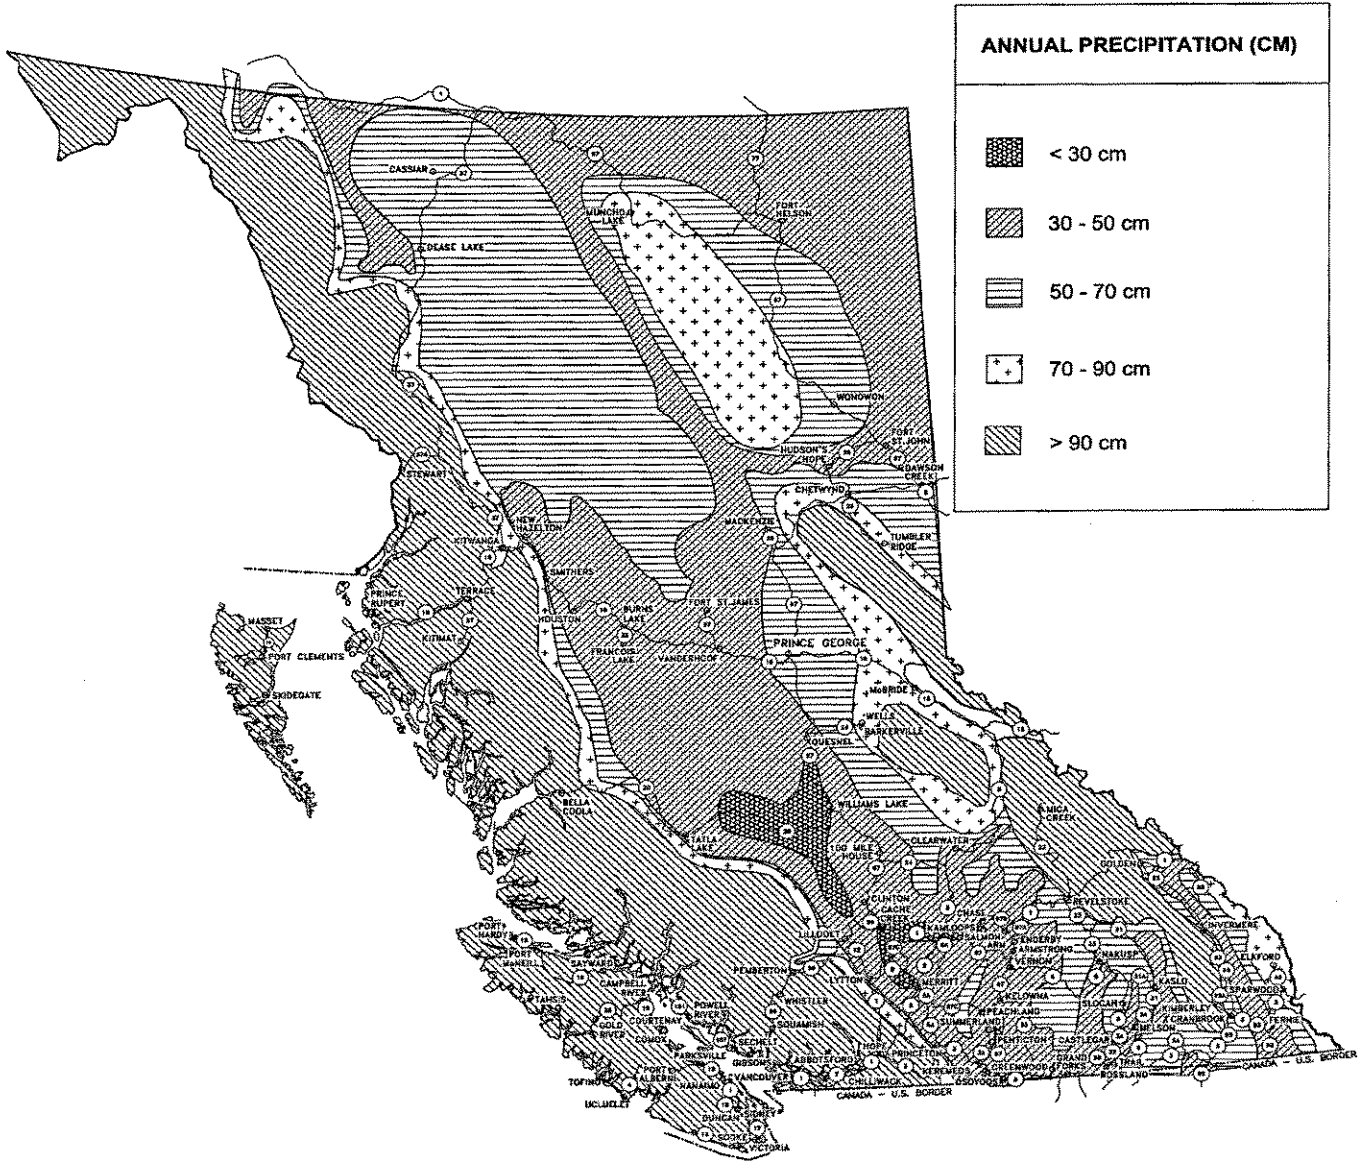 ANNUAL PRECIPITATION (CM)
< 30 cm
30 - 50 cm
50 - 70 cm
70 - 90 cm
> 90 cm
CASSIAR
DEASE LAKE
MUNCHO
LAKE
FORT
NELSON
WONOWON
FORT
ST.JOHN
HUDSON'S
HOPE
DAWSON
CREEK
CHETWYND
STEWART
MACKENZIE
TUMBLER
RIDGE
NEW
HAZELTON
KITWANGA
SMITHERS
TERRACE
PRINCE
RUPERT
HOUSTON
BURNS
LAKE
FORT ST.JAMES
KITIMAT
FRANCOIS
LAKE
VANDERHOOF
PRINCE GEORGE
MASSET
PORT CLEMENTS
SKIDEGATE
McBRIDE
WELLS
BARKERVILLE
QUESNEL
WILLIAMS LAKE
BELLA
COOLA
TATLA
LAKE
100 MILE
HOUSE
CLEARWATER
MICA
CREEK
GOLDEN
CLINTON
CACHE
CREEK
CHASE
REVELSTOKE
KAMLOOPS
SALMON
ARM
ENDERBY
ARMSTRONG
VERNON
INVERMERE
PORT
HARDY
PORT
McNEILL
SAYWARD
LILLOOET
NAKUSP
ELKFORD
PEMBERTON
LYTTON
MERRITT
KASLO
SPARWOOD
TAHSIS
CAMPBELL
RIVER
POWELL
RIVER
WHISTLER
KELOWNA
SLOCAN
KIMBERLEY
CRANBROOK
FERNIE
GOLD
RIVER
COURTENAY
COMOX
SQUAMISH
PEACHLAND
SUMMERLAND
NELSON
PARKSVILLE
SECHELT
GIBSONS
HOPE
PRINCETON
PENTICTON
CASTLEGAR
TOFINO
PORT
ALBERNI
NANAIMO
VANCOUVER
ABBOTSFORD
CHILLIWACK
KEREMEOS
OSOYOOS
GREENWOOD
GRAND
FORKS
TRAIL
ROSSLAND
UCLUELET
DUNCAN
SIDNEY
SOOKE
VICTORIA
CANADA - U.S. BORDER
CANADA - U.S. BORDER